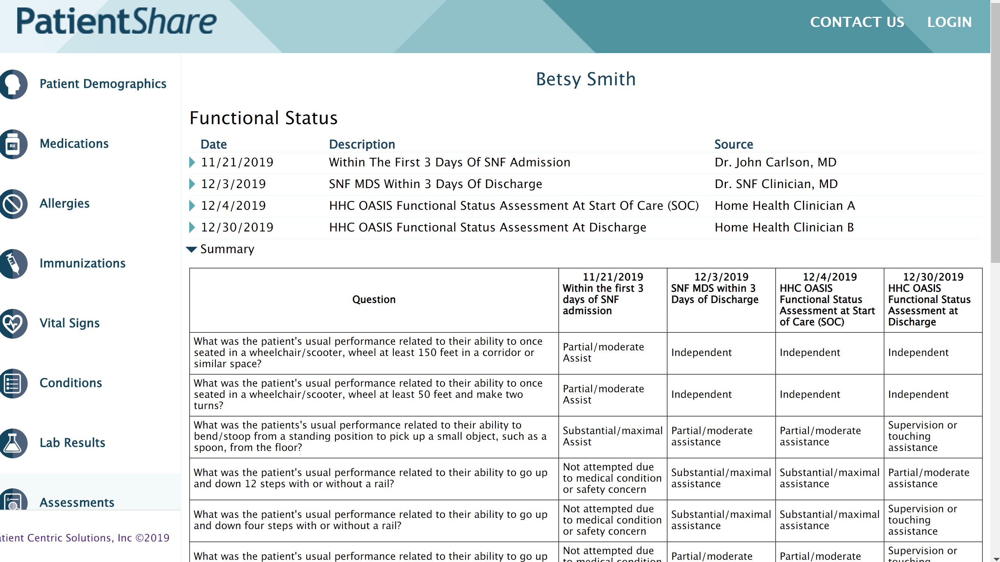 PatientShare
CONTACT US LOGIN
Patient Demographics
Medications
RX
Allergies
Immunizations
Vital Signs
Conditions
Lab Results
Assessments
tient Centric Solutions, Inc ©2019
Betsy Smith
Functional Status
Date Description Source
11/21/2019 Within The First 3 Days Of SNF Admission Dr. John Carlson, MD
12/3/2019 SNF MDS Within 3 Days Of Discharge Dr. SNF Clinician, MD
12/4/2019 HHC OASIS Functional Status Assessment At Start Of Care (SOC) Home Health Clinician A
12/30/2019 HHC OASIS Functional Status Assessment At Discharge Home Health Clinician B
Summary
Question
11/21/2019
Within the first 3
days of SNF
admission
12/3/2019
SNF MDS within 3
Days of Discharge
12/4/2019
HHC OASIS
Functional Status
Assessment at Start
of Care (SOC)
12/30/2019
HHC OASIS
Functional Status
Assessment at
Discharge
What was the patient's usual performance related to their ability to once
seated in a wheelchair/scooter, wheel at least 150 feet in a corridor or
similar space?
Partial/moderate
Assist
Independent
Independent
Independent
What was the patient's usual performance related to their ability to once
seated in a wheelchair/scooter, wheel at least 50 feet and make two
turns?
Partial/moderate
Assist
Independent
Independent
Independent
What was the patients's usual performance related to their ability to
bend/stoop from a standing position to pick up a small object, such as a
spoon, from the floor?
Substantial/maximal
Assist
Partial/moderate
assistance
Partial/moderate
assistance
Supervision or
touching
assistance
What was the patient's usual performance related to their ability to go up
and down 12 steps with or without a rail?
Not attempted due
to medical condition
or safety concern
Substantial/maximal
assistance
Substantial/maximal
assistance
Partial/moderate
assistance
What was the patient's usual performance related to their ability to go up
and down four steps with or without a rail?
Not attempted due
to medical condition
or safety concern
Substantial/maximal
assistance
Substantial/maximal
assistance
Supervision or
touching
assistance
What was the patient's usual performance related to their ability to go up
Not attempted due
to medical condition
Partial/moderate
Partial/moderate
Supervision or
touching